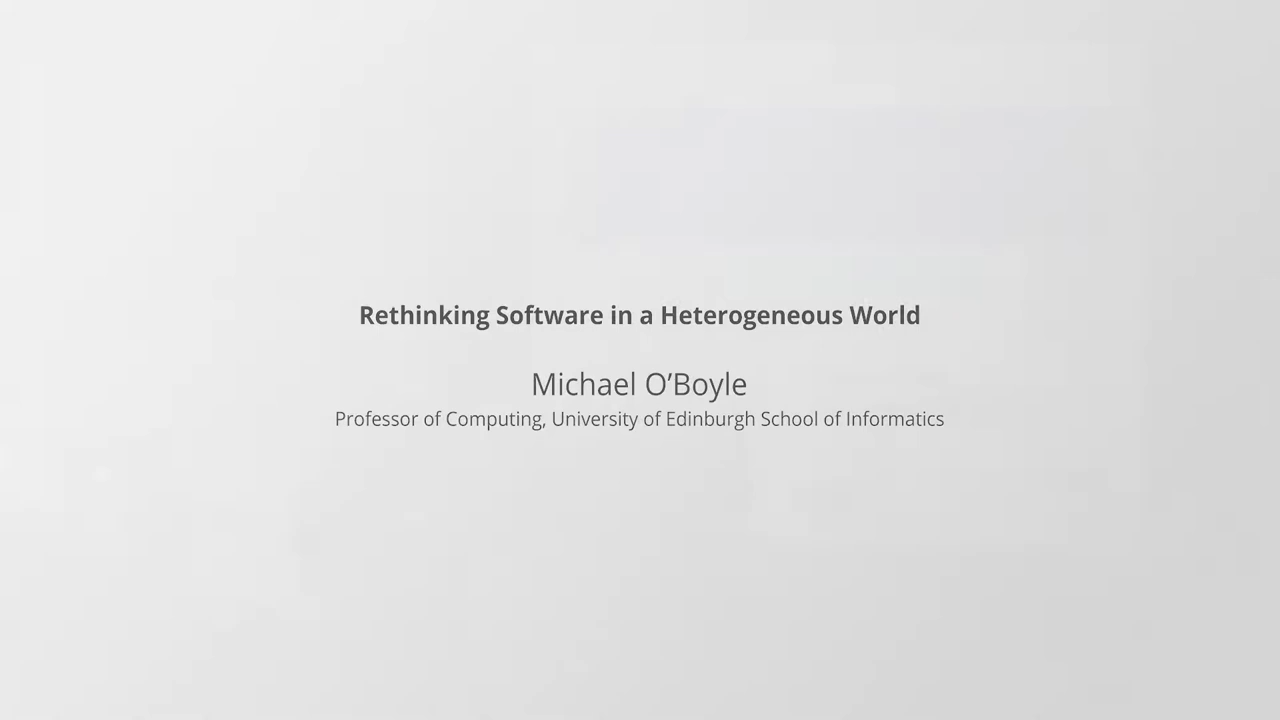 Rethinking Software in a Heterogeneous World
Michael O’Boyle
Professor of Computing, University of Edinburgh School of Informatics